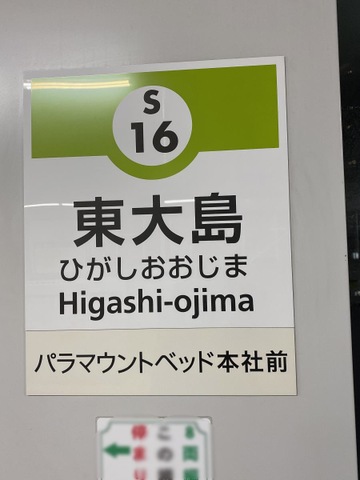 S
16
東大島
ひがしおおじま
Higashi-ojima
パラマウントベッド本社前